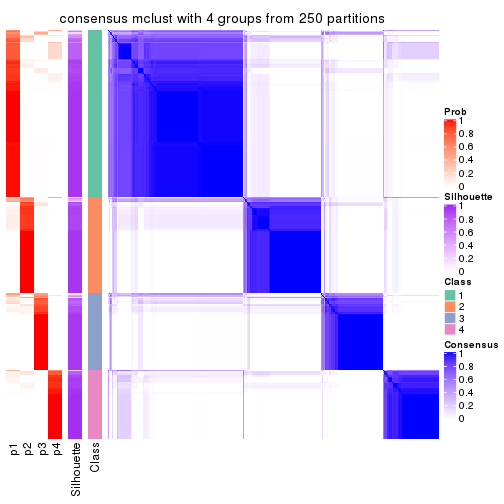 consensus mclust with 4 groups from 250 partitions
Prob
1
0.8
0.6
0.4
0.2
0
Silhouette
1
0.8
0.6
0.4
0.2
0
Class
1
2
3
4
Consensus
1
0.8
0.6
0.4
0.2
0
p1
p2
p3
p4
Silhouette
Class